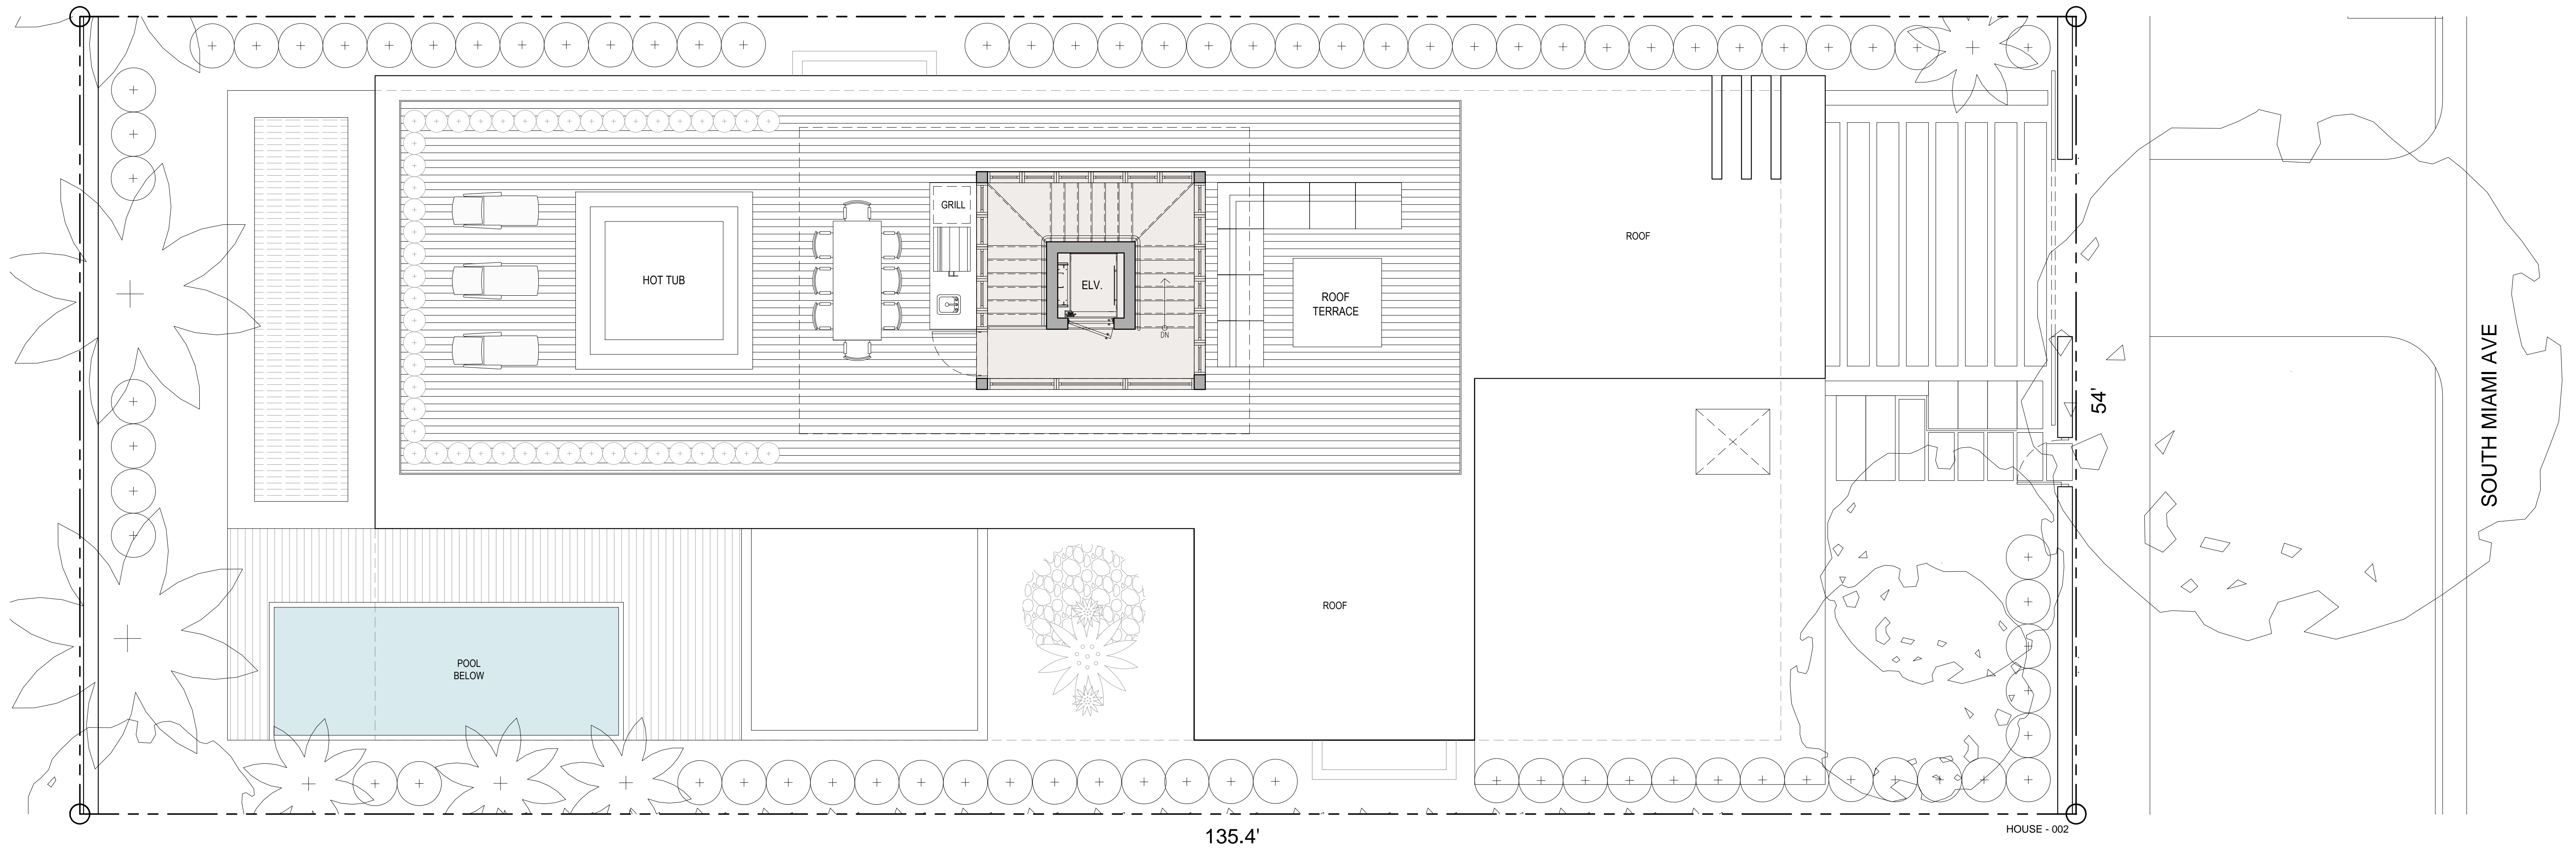 GRILL
ROOF
HOT TUB
ELV.
ROOF
TERRACE
DN
SOUTH MIAMI AVE
54'
ROOF
POOL
BELOW
HOUSE - 002
135.4'